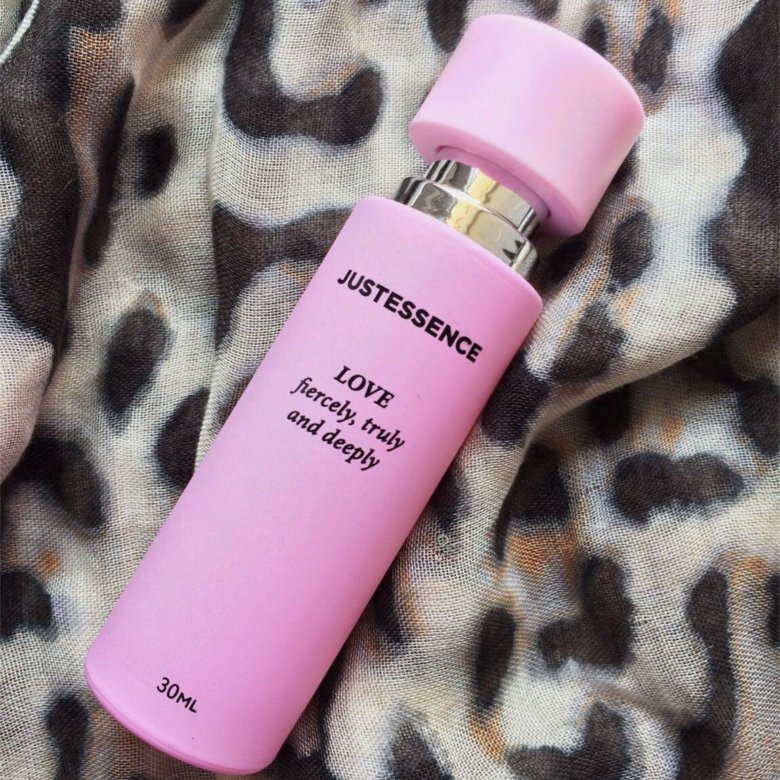 JUSTESSENCE
LOVE
fiercely, truly
and deeply
30ML